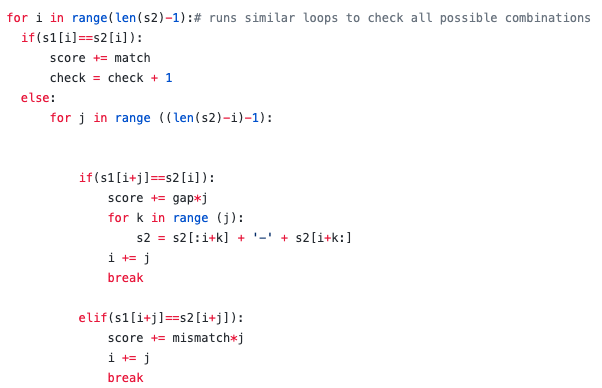 for i in range(len(s2)-1):# runs similar loops to check all possible combinations
  if(s1[i]==s2[i]):
      score += match
      check = check + 1
  else:
      for j in range ((len(s2)-i)-1):
          if(s1[i+j]==s2[i]):
              score += gap*j
              for k in range (j):
                  s2 = s2[:i+k] + '-' + s2[i+k:]
              i += j
              break
          elif(s1[i+j]==s2[i+j]):
              score += mismatch*j
              i += j
              break